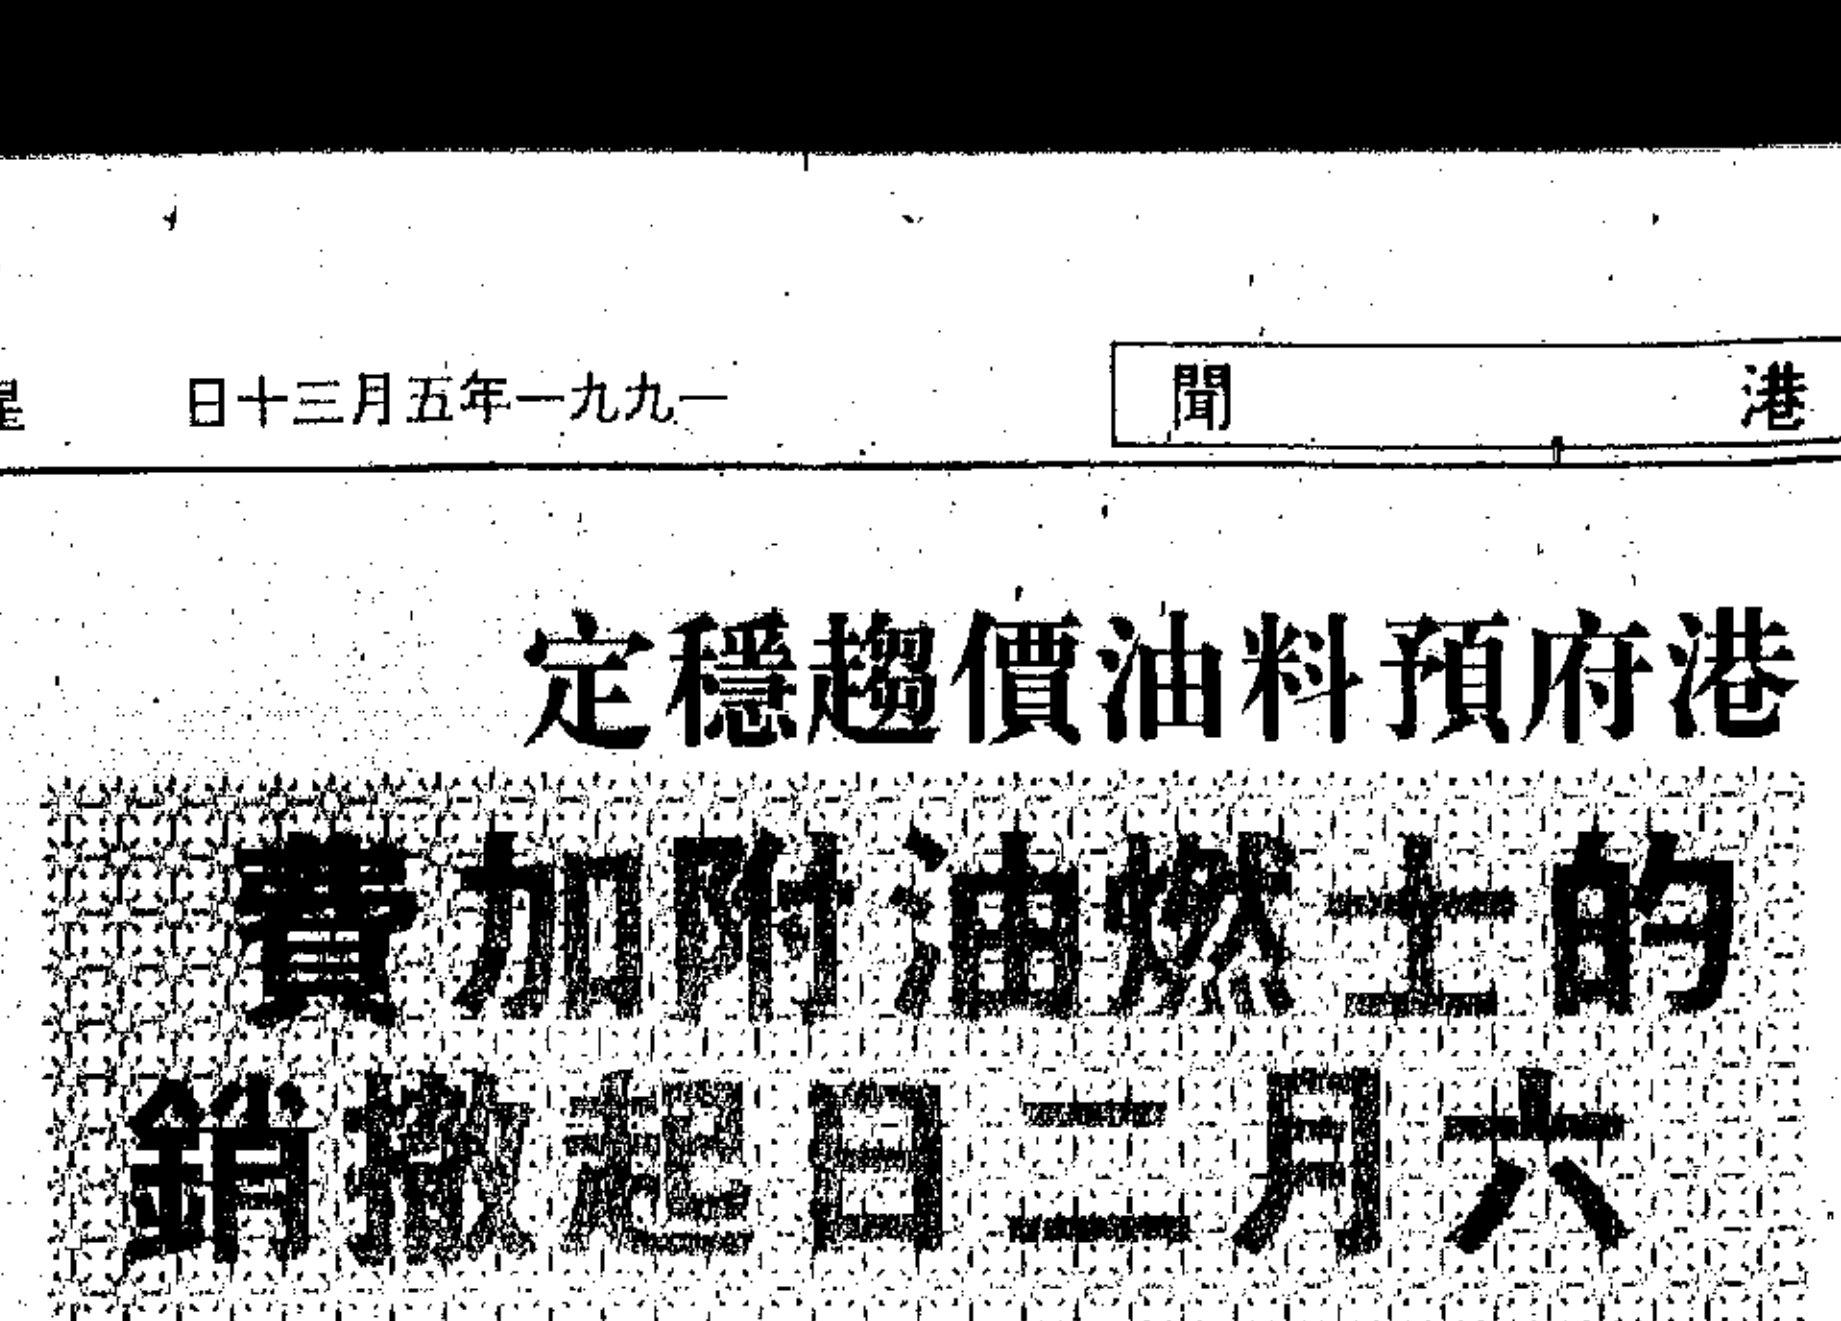 港聞
一九九一年五月三十日
港府預料油價趨穩定
的士燃油附加費
六月二日起撤銷